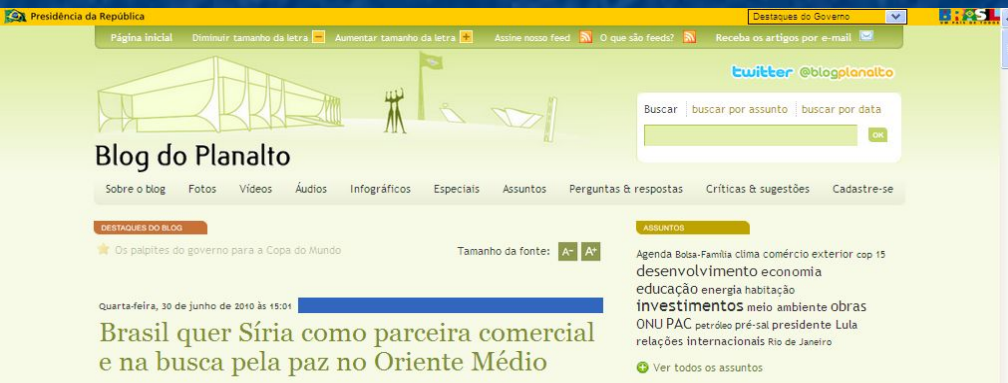 Presidência da República
Destaques do Governo
BRASIL
UM PAÍS DE TODOS
Página inicial Diminuir tamanho da letra Aumentar tamanho da letra Assine nosso feed O que são feeds? Receba os artigos por e-mail
twitter @blogplanalto
Buscar buscar por assunto buscar por data
OK
Blog do Planalto
Sobre o blog Fotos Vídeos Áudios Infográficos Especiais Assuntos Perguntas & respostas Críticas & sugestões Cadastre-se
DESTAQUES DO BLOG
Os palpites do governo para a Copa do Mundo
Tamanho da fonte: A- A+
Quarta-feira, 30 de junho de 2010 às 15:01
Brasil quer Síria como parceira comercial
e na busca pela paz no Oriente Médio
ASSUNTOS
Agenda Bolsa-Família clima comércio exterior cop 15
desenvolvimento economia
educação energia habitação
investimentos meio ambiente obras
ONU PAC petróleo pré-sal presidente Lula
relações internacionais Rio de Janeiro
Ver todos os assuntos